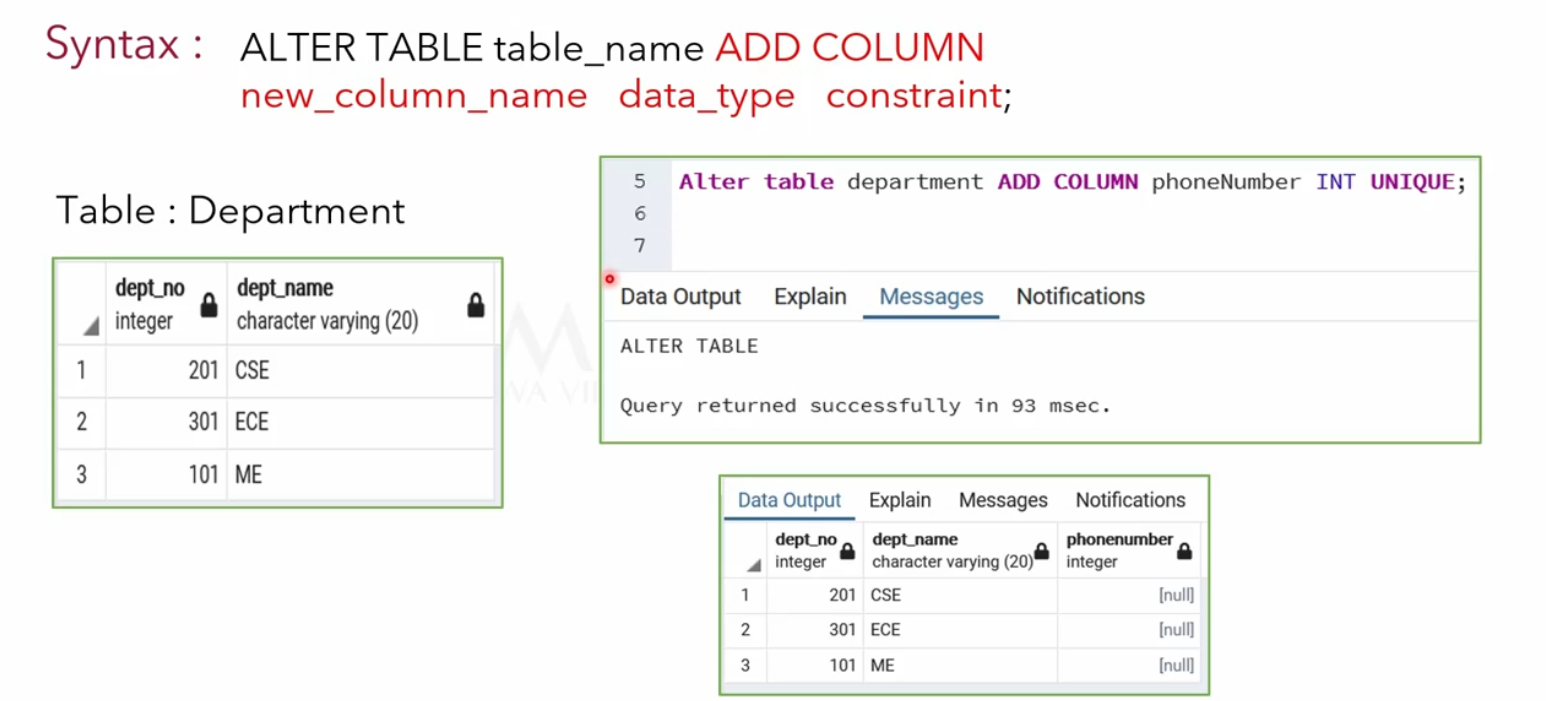 Syntax : ALTER TABLE table_name ADD COLUMN
new_column_name data_type constraint;
Table : Department
dept_no dept_name
integer character varying (20)
1 201 CSE
2 301 ECE
3 101 ME
5 Alter table department ADD COLUMN phoneNumber INT UNIQUE;
6
7
Data Output Explain Messages Notifications
ALTER TABLE
Query returned successfully in 93 msec.
Data Output Explain Messages Notifications
dept_no dept_name phonenumber
integer character varying (20) integer
1 201 CSE [null]
2 301 ECE [null]
3 101 ME [null]